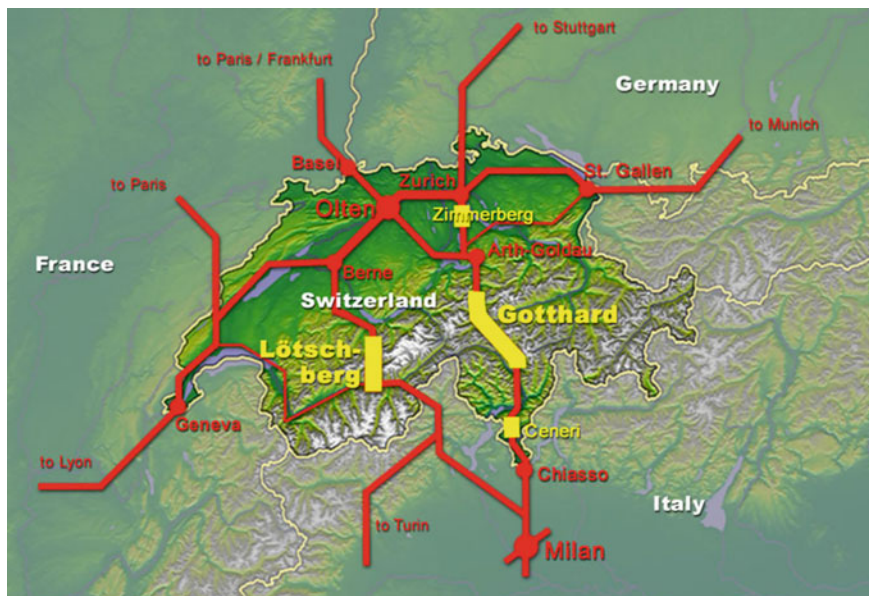 to Stuttgart
to Paris / Frankfurt
Germany
to Munich
Basel
Zurich
St. Gallen
to Paris
Olten
Zimmerberg
Arth-Goldau
France
Berne
Switzerland
Gotthard
Lötsch-
berg
Geneva
Ceneri
to Lyon
Chiasso
Italy
to Turin
Milan